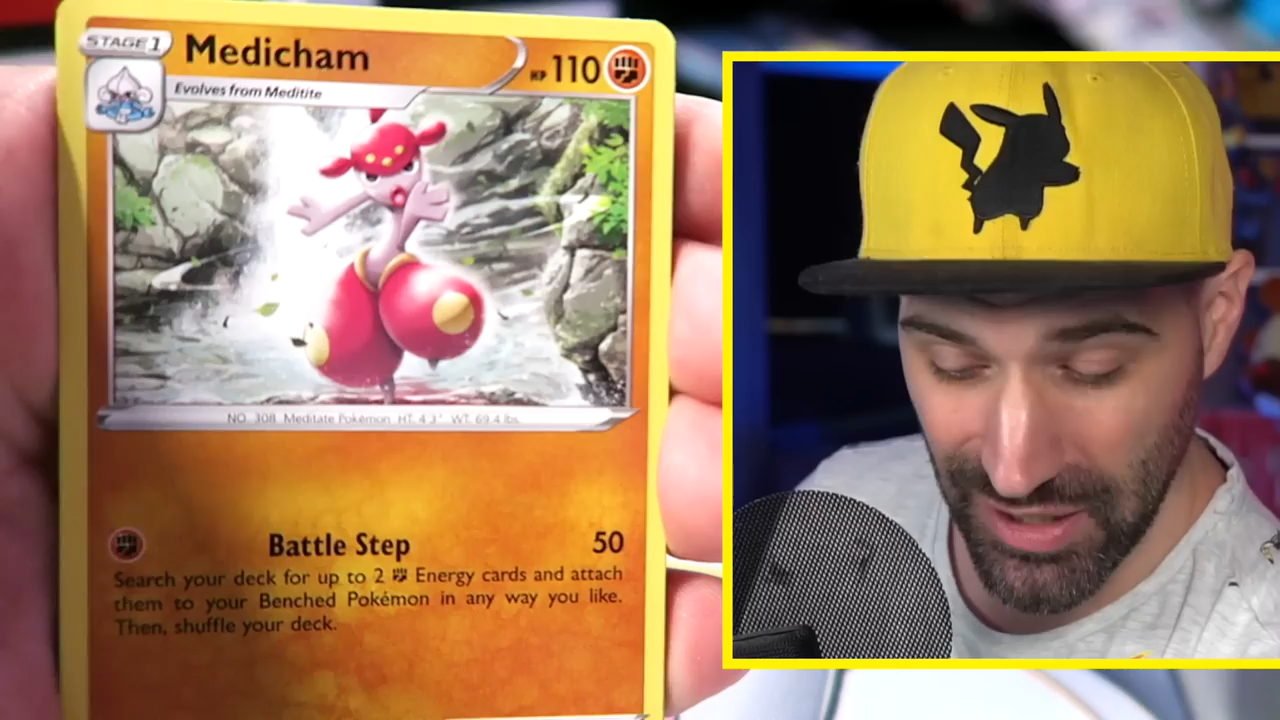 STAGE 1
Medicham
HP 110
Evolves from Meditite
NO. 308 Meditate Pokémon HT. 4'3" WT. 69.4 lbs.
Battle Step 50
Search your deck for up to 2 Energy cards and attach
them to your Benched Pokémon in any way you like.
Then, shuffle your deck.